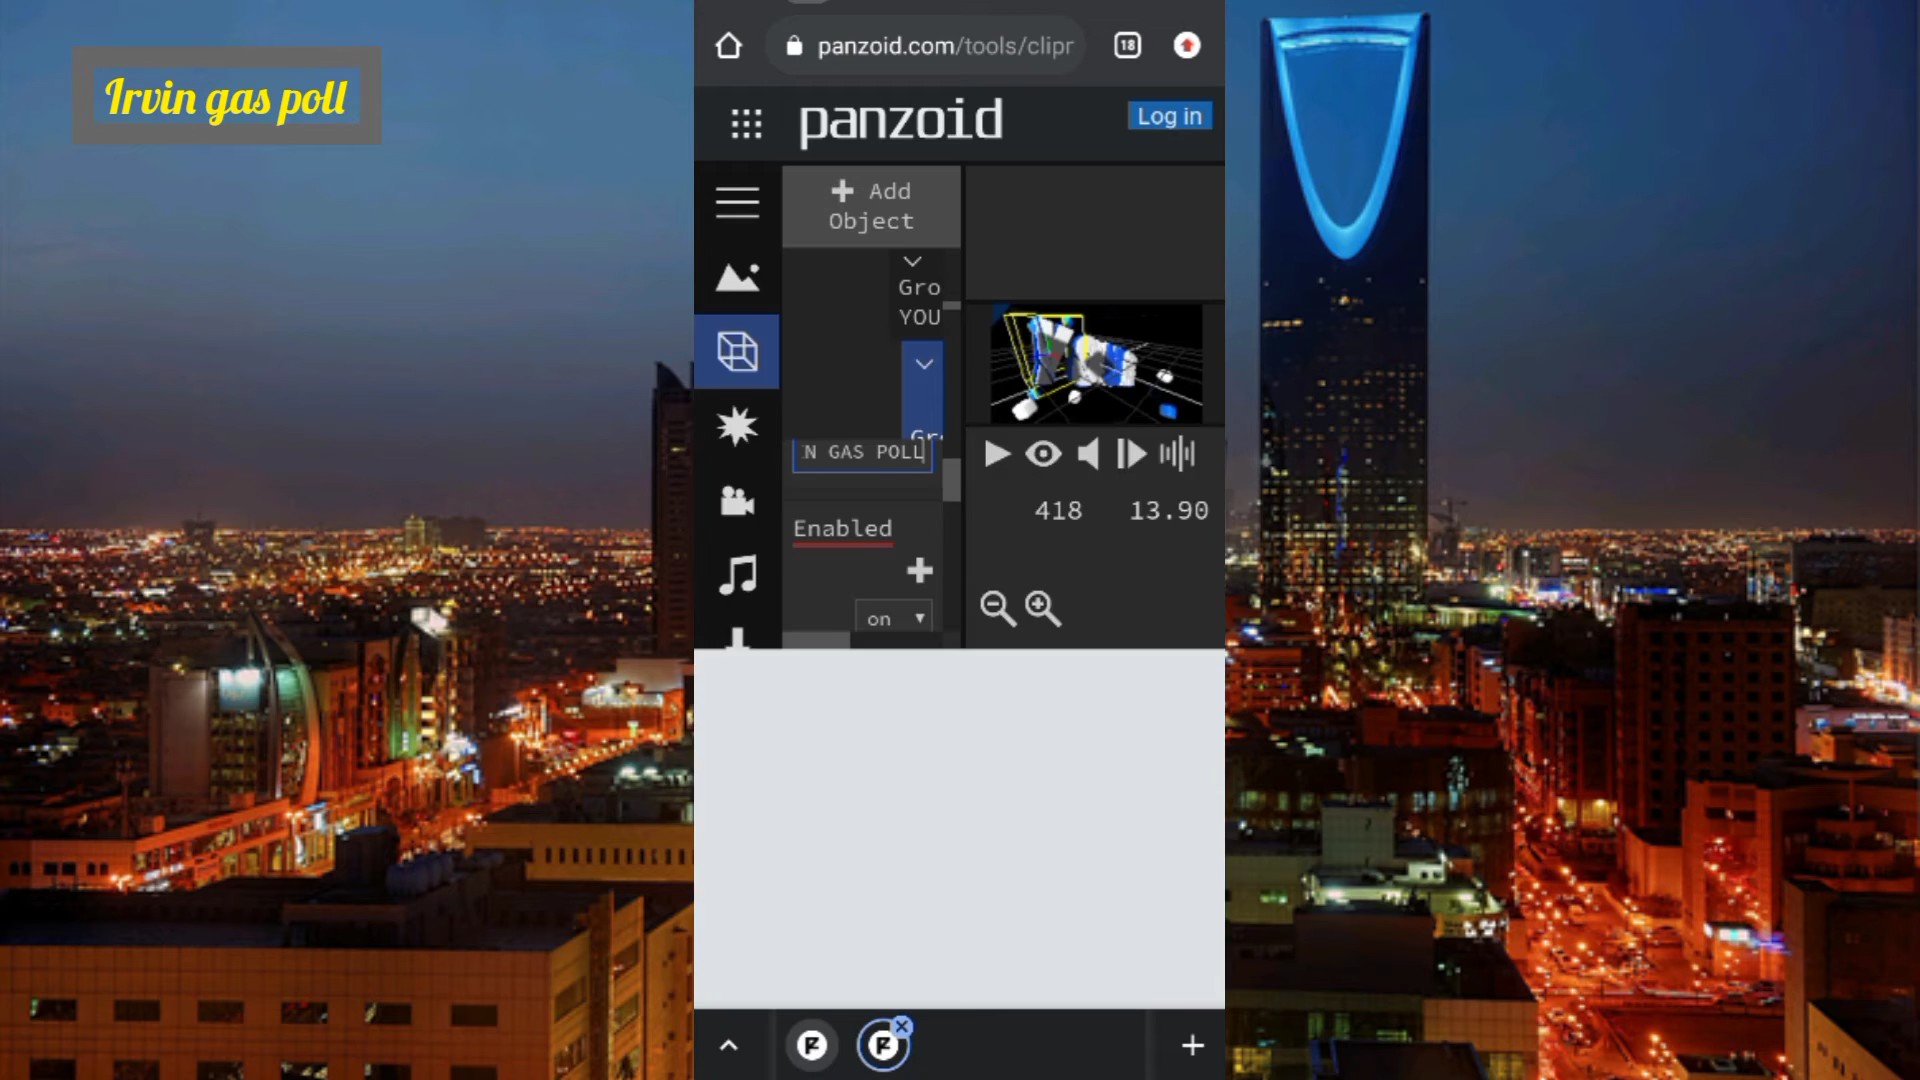 Irvin gas poll
panzoid.com/tools/clipr
18
panzoid
Log in
Add
Object
Gro
YOU
Gr
N GAS POLL
418
13.90
Enabled
on